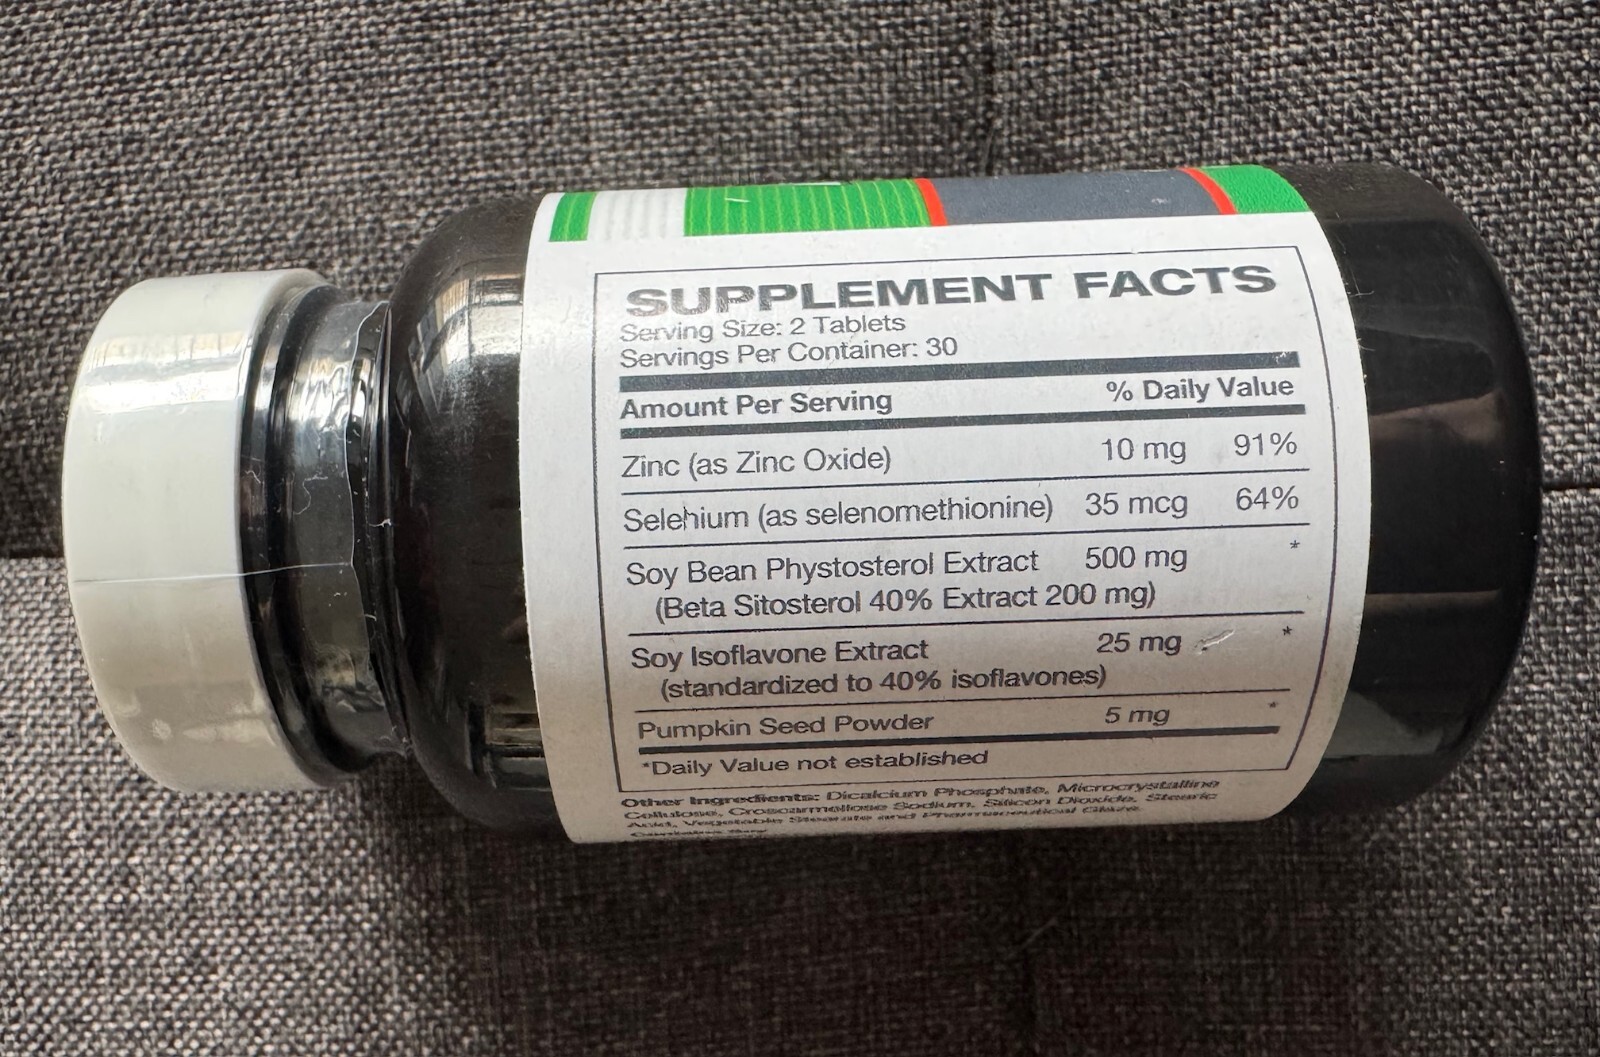 SUPPLEMENT FACTS
Serving Size: 2 Tablets
Servings Per Container: 30
Amount Per Serving % Daily Value
Zinc (as Zinc Oxide) 10 mg 91%
Selehium (as selenomethionine) 35 mcg 64%
Soy Bean Phystosterol Extract 500 mg *
(Beta Sitosterol 40% Extract 200 mg)
Soy Isoflavone Extract 25 mg *
(standardized to 40% isoflavones)
Pumpkin Seed Powder 5 mg *
*Daily Value not established
Other Ingredients: Dicalcium Phosphate, Microcrystalline
Cellulose, Croscarmellose Sodium, Silicon Dioxide, Stearic
Acid, Vegetable Stearate and Pharmaceutical Glaze.
Contains Soy